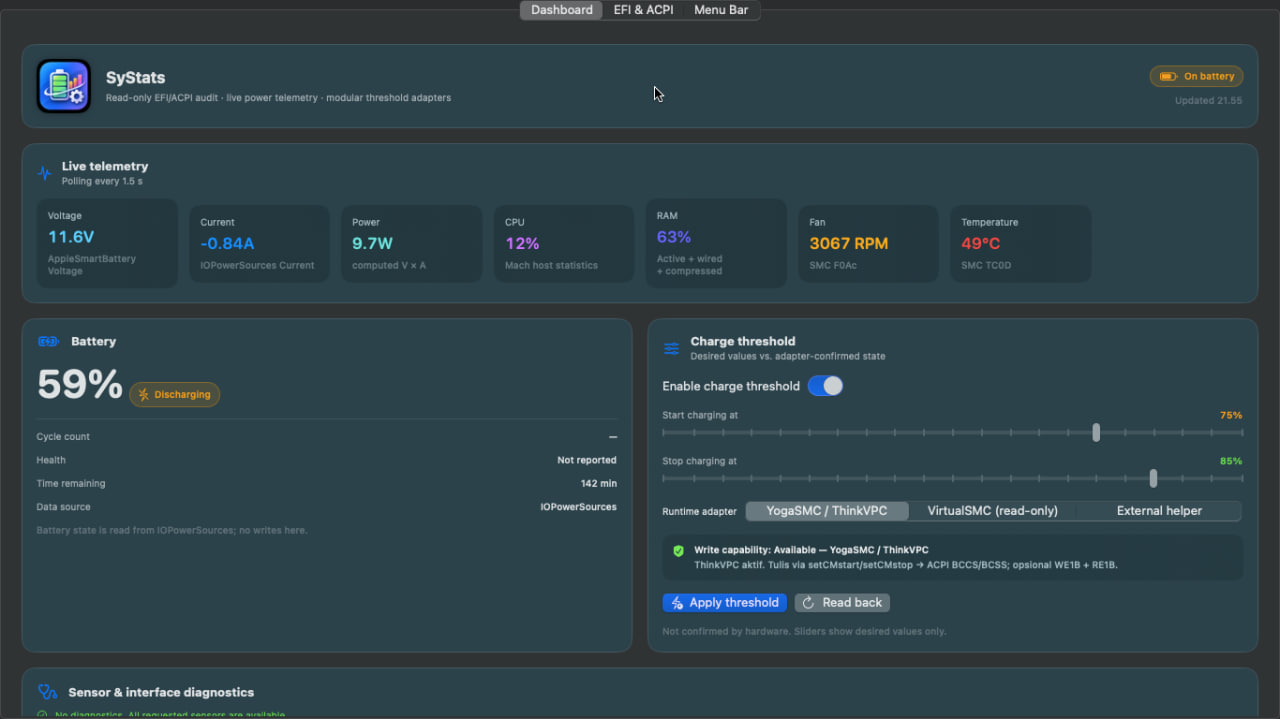 Dashboard
EFI & ACPI
Menu Bar
SyStats
Read-only EFI/ACPI audit · live power telemetry · modular threshold adapters
On battery
Updated 21.55
Live telemetry
Polling every 1.5 s
Voltage
11.6V
AppleSmartBattery
Voltage
Current
-0.84A
IOPowerSources Current
Power
9.7W
computed V × A
CPU
12%
Mach host statistics
RAM
63%
Active + wired
+ compressed
Fan
3067 RPM
SMC F0Ac
Temperature
49°C
SMC TC0D
Battery
59%
Discharging
Cycle count
—
Health
Not reported
Time remaining
142 min
Data source
IOPowerSources
Battery state is read from IOPowerSources; no writes here.
Charge threshold
Desired values vs. adapter-confirmed state
Enable charge threshold
Start charging at
75%
Stop charging at
85%
Runtime adapter
YogaSMC / ThinkVPC
VirtualSMC (read-only)
External helper
Write capability: Available — YogaSMC / ThinkVPC
ThinkVPC aktif. Tulis via setCMstart/setCMstop → ACPI BCCS/BCSS; opsional WE1B + RE1B.
Apply threshold
Read back
Not confirmed by hardware. Sliders show desired values only.
Sensor & interface diagnostics
No diagnostics. All requested sensors are available.